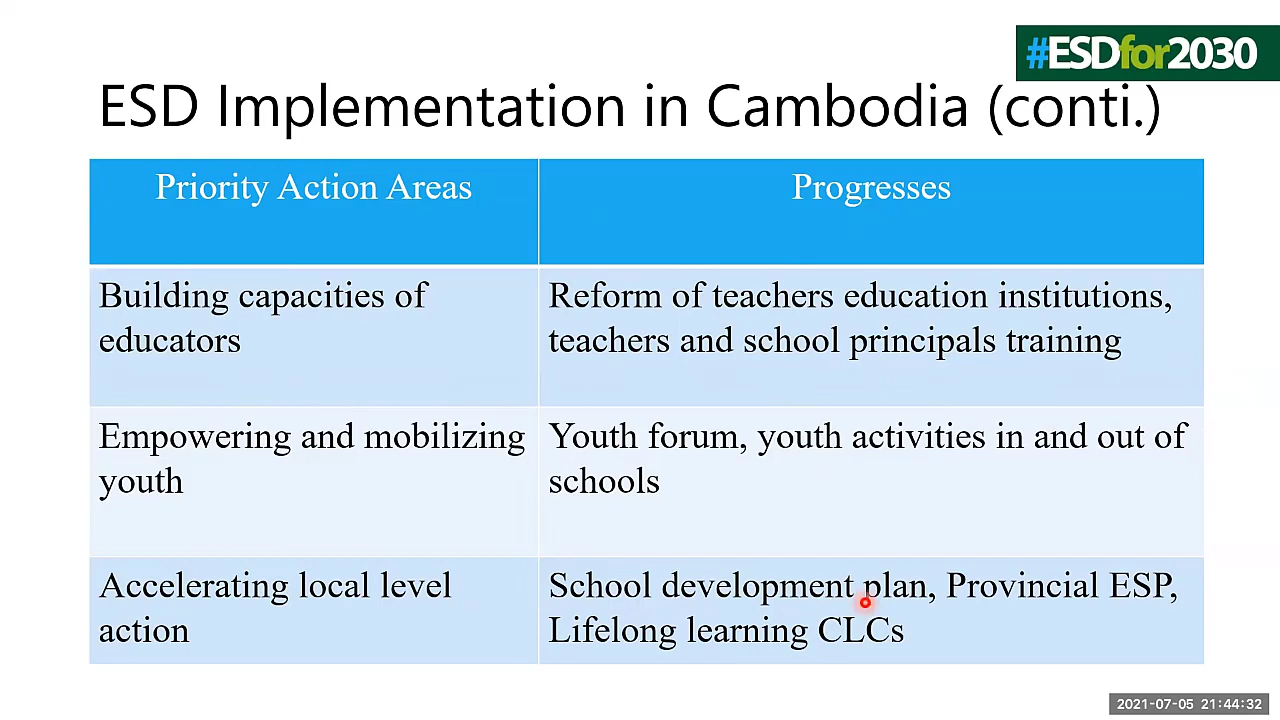 #ESDfor2030
ESD Implementation in Cambodia (conti.)
Priority Action Areas
Progresses
Building capacities of
educators
Reform of teachers education institutions,
teachers and school principals training
Empowering and mobilizing
youth
Youth forum, youth activities in and out of
schools
Accelerating local level
action
School development plan, Provincial ESP,
Lifelong learning CLCs
2021-07-05 21:44:32